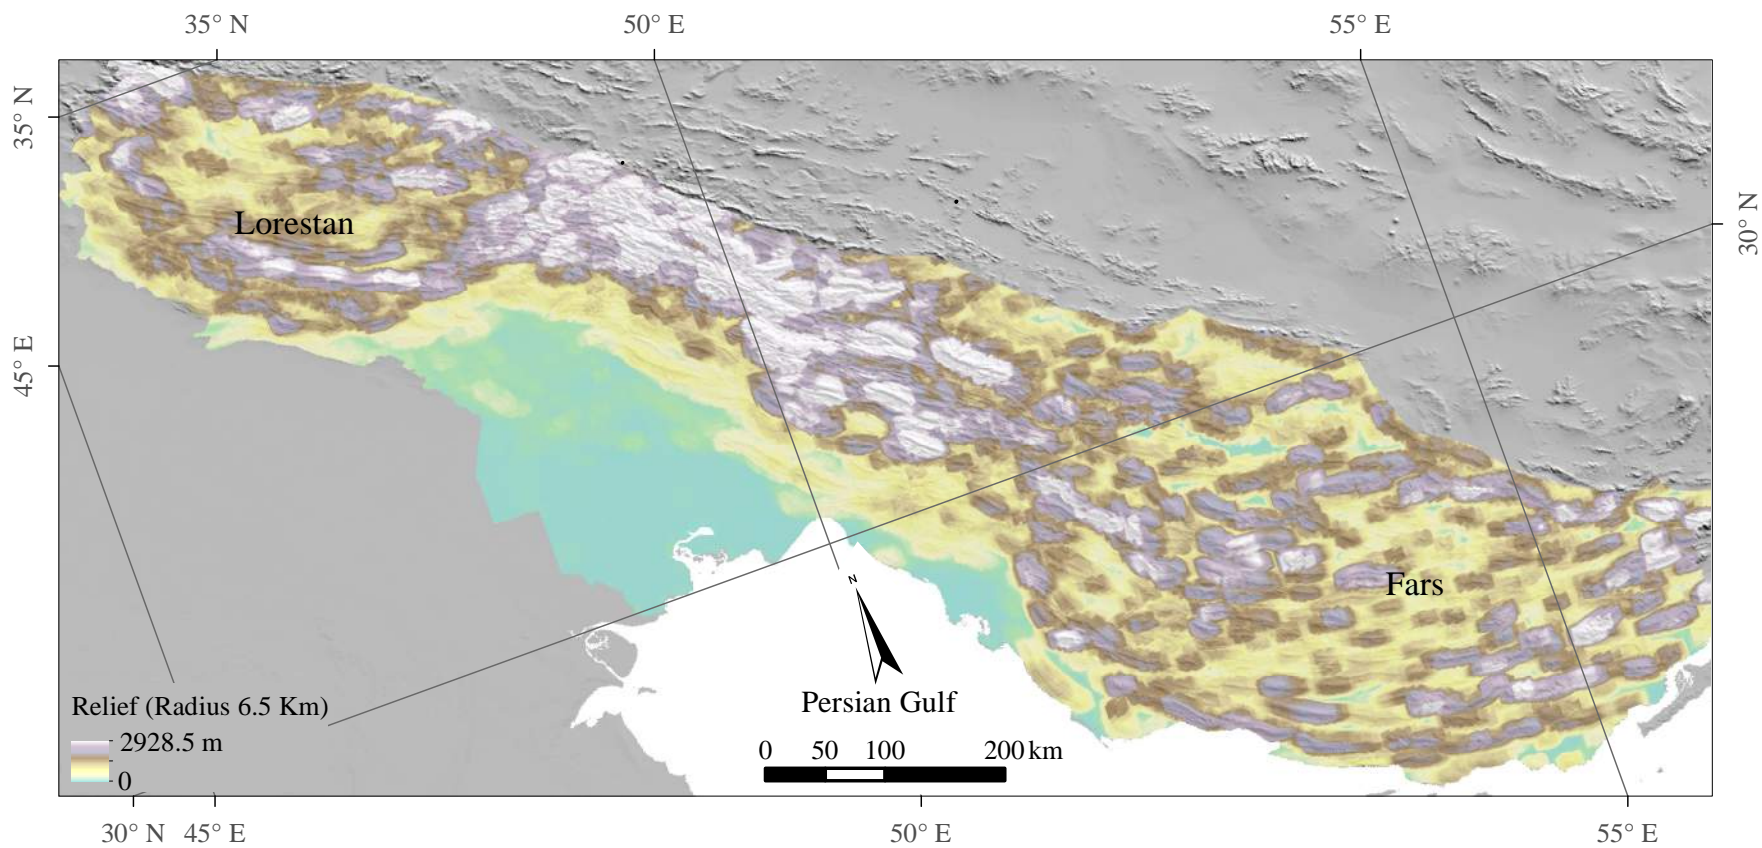 35° N 50° E 55° E
35° N
30° N
Lorestan
45° E
Fars
N
Persian Gulf
Relief (Radius 6.5 Km)
2928.5 m
0
0 50 100 200 km
30° N 45° E 50° E 55° E